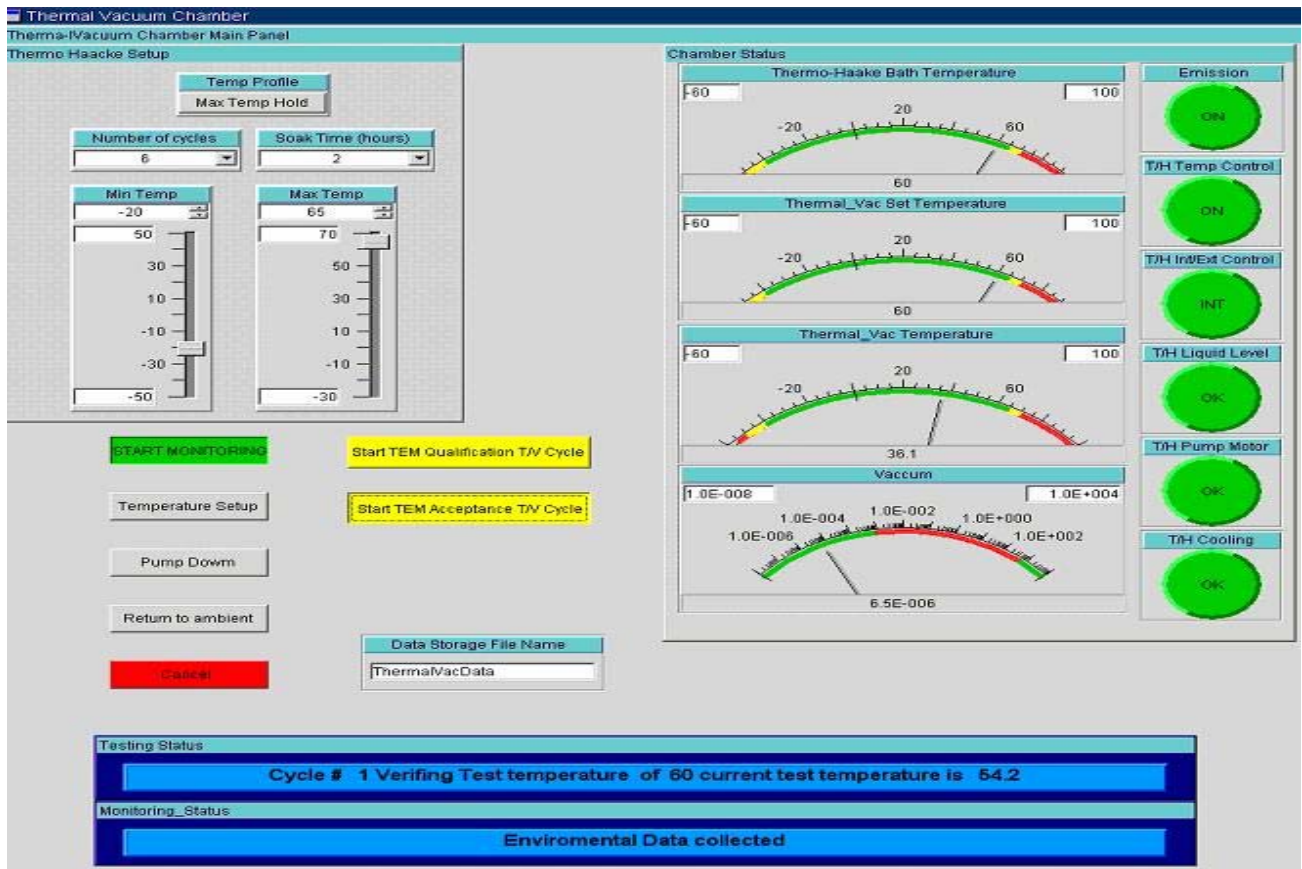 Thermal Vacuum Chamber
Therma-lVacuum Chamber Main Panel
Thermo Haacke Setup
Temp Profile
Max Temp Hold
Number of cycles
6
Soak Time (hours)
2
Min Temp
-20
50
30
10
-10
-30
-50
Max Temp
65
70
50
30
10
-10
-30
START MONITORING
Temperature Setup
Pump Dowm
Return to ambient
Cancel
Start TEM Qualification T/V Cycle
Start TEM Acceptance T/V Cycle
Data Storage File Name
ThermalVacData
Chamber Status
Thermo-Haake Bath Temperature
-60
100
-20
20
60
60
Thermal_Vac Set Temperature
-60
100
-20
20
60
60
Thermal_Vac Temperature
-60
100
-20
20
60
36.1
Vaccum
1.0E-008
1.0E+004
1.0E-006
1.0E-004
1.0E-002
1.0E+000
1.0E+002
6.5E-006
Emission
ON
T/H Temp Control
ON
T/H Int/Ext Control
INT
T/H Liquid Level
OK
T/H Pump Motor
OK
T/H Cooling
OK
Testing Status
Cycle # 1 Verifing Test temperature of 60 current test temperature is 54.2
Monitoring_Status
Enviromental Data collected